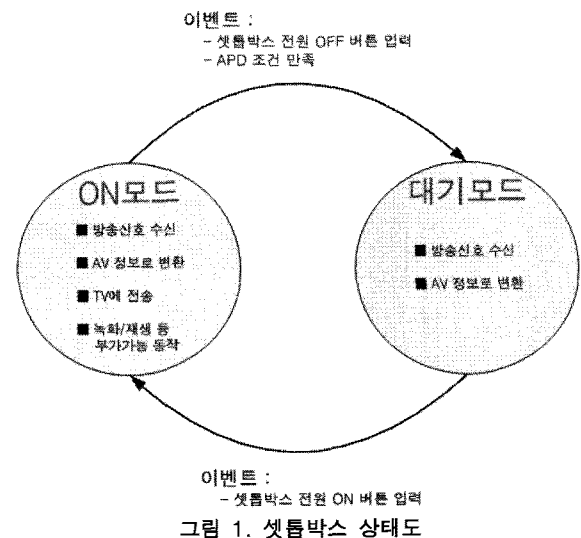 이벤트 :
- 셋톱박스 전원 OFF 버튼 입력
- APD 조건 만족
ON모드
■ 방송신호 수신
■ AV 정보로 변환
■ TV에 전송
■ 녹화/재생 등
부가가능 동작
대기모드
■ 방송신호 수신
■ AV 정보로 변환
이벤트 :
- 셋톱박스 전원 ON 버튼 입력
그림 1. 셋톱박스 상태도